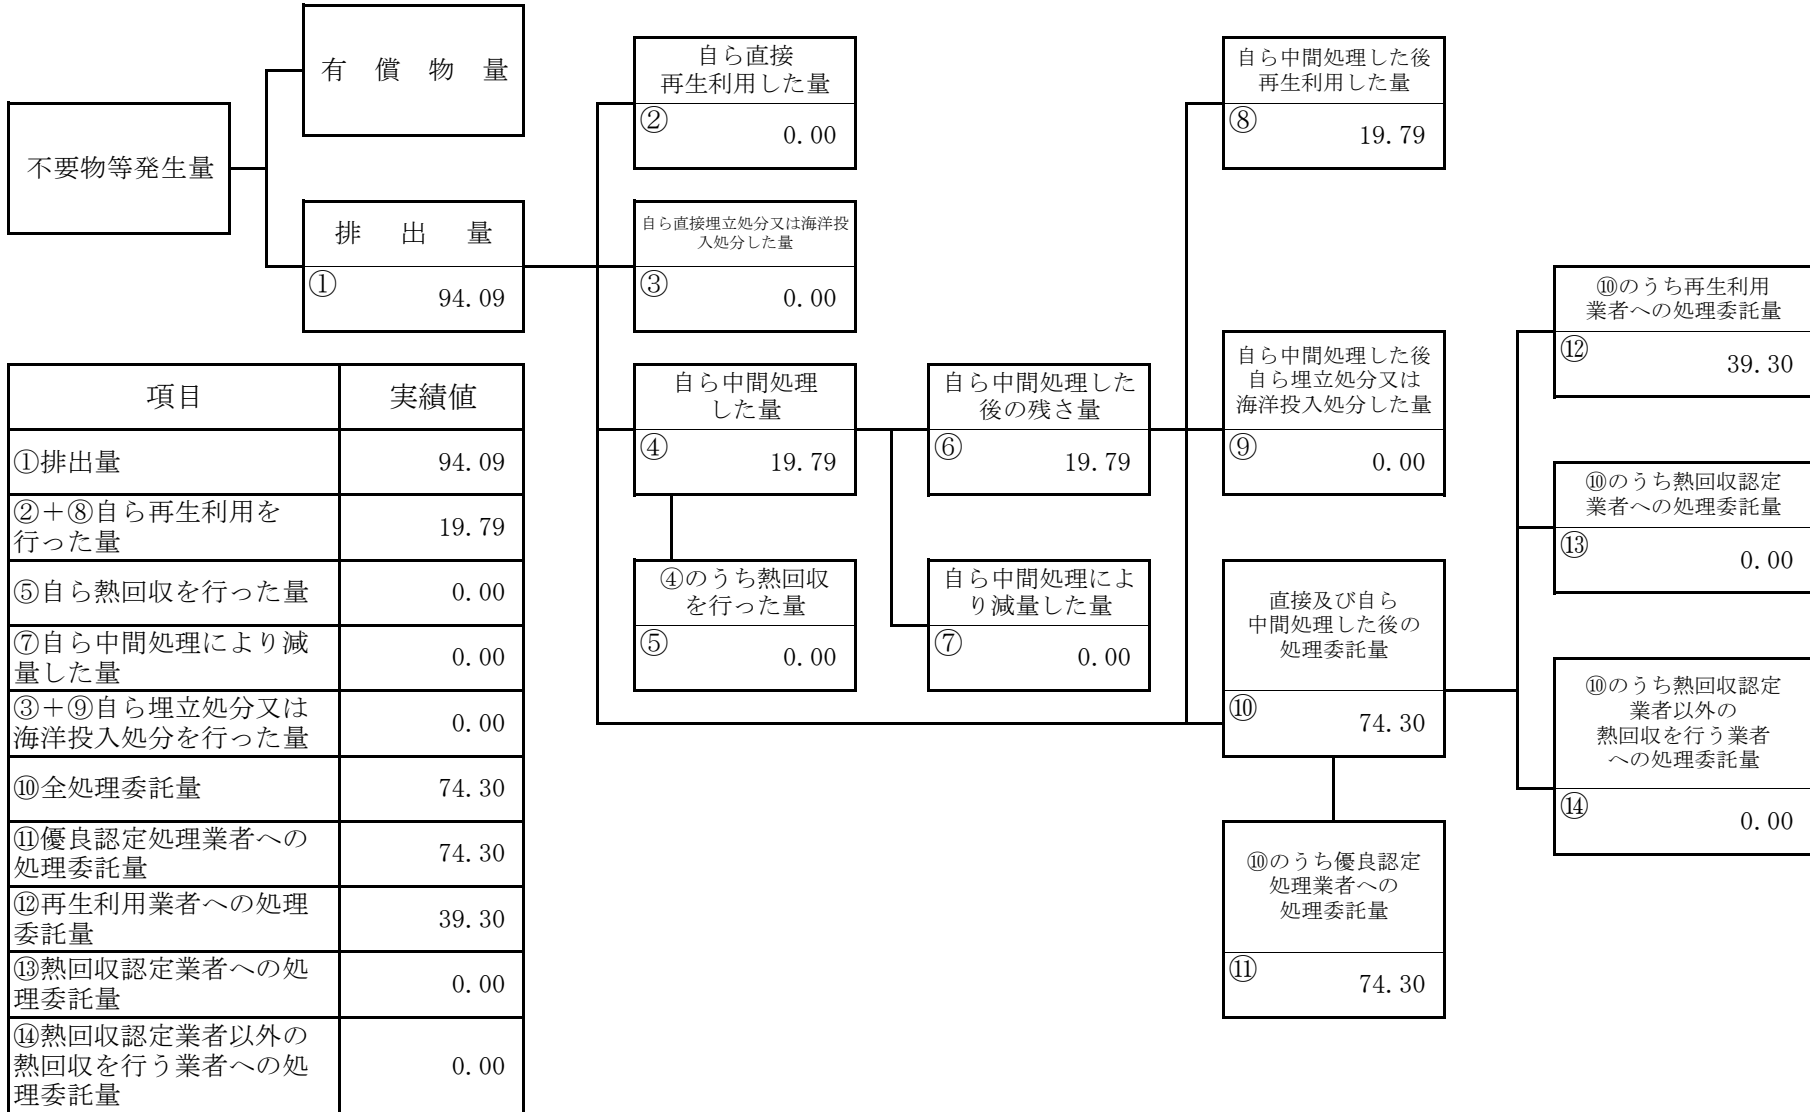 有 償 物 量
不要物等発生量
排 出 量
①
94.09
自ら直接
再生利用した量
②
0.00
自ら直接埋立処分又は海洋投
入処分した量
③
0.00
自ら中間処理
した量
④
19.79
④のうち熱回収
を行った量
⑤
0.00
自ら中間処理した
後の残さ量
⑥
19.79
自ら中間処理によ
り減量した量
⑦
0.00
自ら中間処理した後
再生利用した量
⑧
19.79
自ら中間処理した後
自ら埋立処分又は
海洋投入処分した量
⑨
0.00
直接及び自ら
中間処理した後の
処理委託量
⑩
74.30
⑩のうち優良認定
処理業者への
処理委託量
⑪
74.30
⑩のうち再生利用
業者への処理委託量
⑫
39.30
⑩のうち熱回収認定
業者への処理委託量
⑬
0.00
⑩のうち熱回収認定
業者以外の
熱回収を行う業者
への処理委託量
⑭
0.00
項目 実績値
①排出量 94.09
②+⑧自ら再生利用を
行った量
19.79
⑤自ら熱回収を行った量 0.00
⑦自ら中間処理により減
量した量
0.00
③+⑨自ら埋立処分又は
海洋投入処分を行った量
0.00
⑩全処理委託量 74.30
⑪優良認定処理業者への
処理委託量
74.30
⑫再生利用業者への処理
委託量
39.30
⑬熱回収認定業者への処
理委託量
0.00
⑭熱回収認定業者以外の
熱回収を行う業者への処
理委託量
0.00